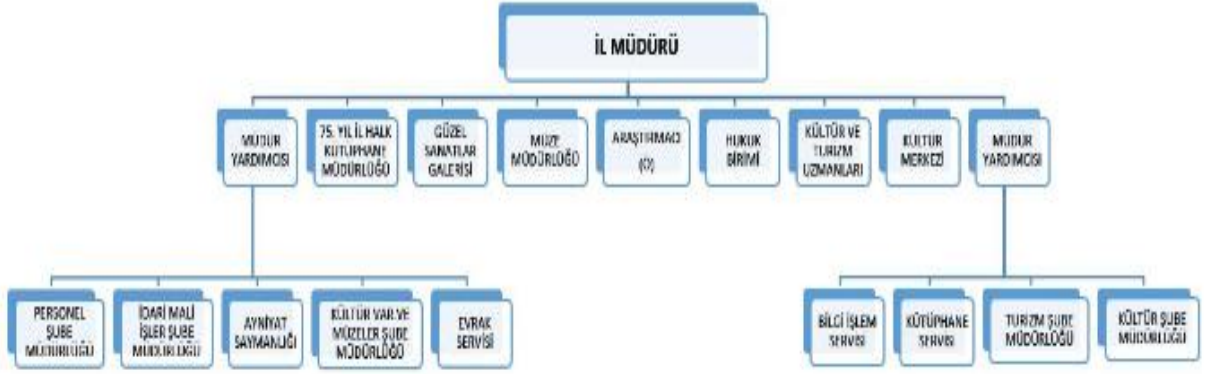 İL MÜDÜRÜ
MÜDÜR
YARDIMCISI
75. YIL İL HALK
KÜTÜPHANE
MÜDÜRLÜĞÜ
GÜZEL
SANATLAR
GALERİSİ
MÜZE
MÜDÜRLÜĞÜ
ARAŞTIRMACI
HUKUK
BİRİMİ
KÜLTÜR VE
TURİZM
UZMANLARI
KÜLTÜR
MERKEZİ
MÜDÜR
YARDIMCISI
PERSONEL
ŞUBE
MÜDÜRLÜĞÜ
İDARİ MALİ
İŞLER ŞUBE
MÜDÜRLÜĞÜ
AYNİYAT
SAYMANLIĞI
KÜLTÜR VAR.VE
MÜZELER ŞUBE
MÜDÜRLÜĞÜ
EVRAK
SERVİSİ
BİLGİ İŞLEM
SERVİSİ
KÜTÜPHANE
SERVİSİ
TURİZM ŞUBE
MÜDÜRLÜĞÜ
KÜLTÜR ŞUBE
MÜDÜRLÜĞÜ